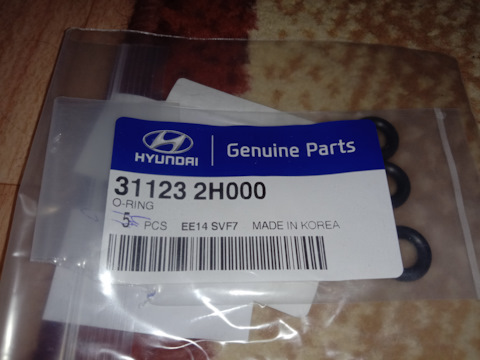 HYUNDAI
Genuine Parts
31123 2H000
O-RING
5 PCS EE14 SVF7 MADE IN KOREA